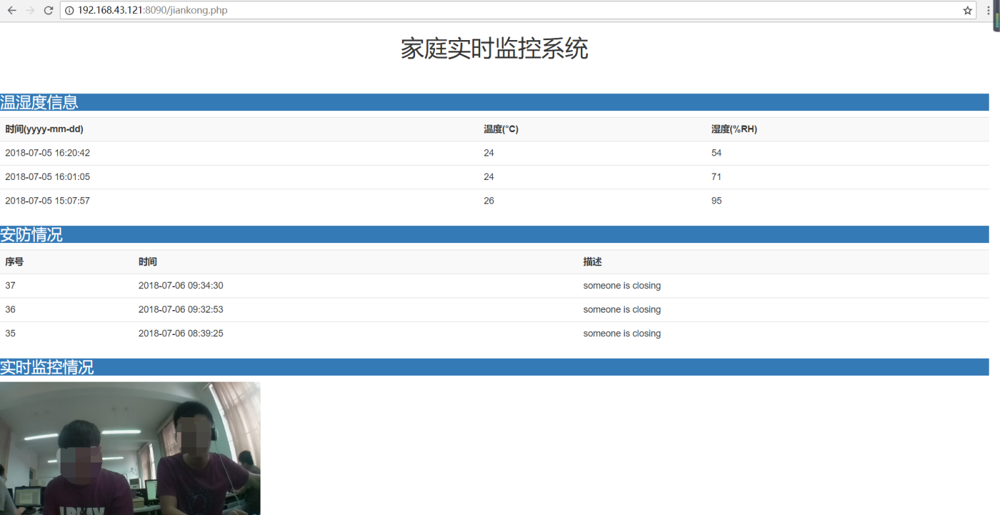 192.168.43.121:8090/jiankong.php
家庭实时监控系统
温湿度信息
时间(yyyy-mm-dd) 温度(°C) 湿度(%RH)
2018-07-05 16:20:42 24 54
2018-07-05 16:01:05 24 71
2018-07-05 15:07:57 26 95
安防情况
序号 时间 描述
37 2018-07-06 09:34:30 someone is closing
36 2018-07-06 09:32:53 someone is closing
35 2018-07-06 08:39:25 someone is closing
实时监控情况
I PLAY